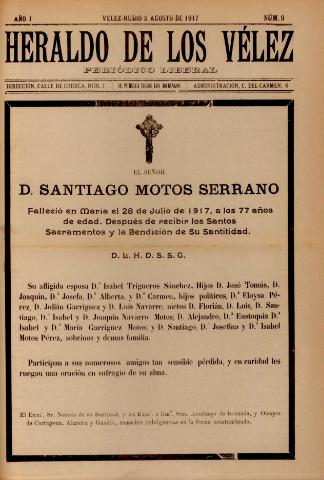 AÑO I VELEZ-RUBIO 5 AGOSTO DE 1917 NÚM. 9
HERALDO DE LOS VÉLEZ
PERIÓDICO LIBERAL
DIRECCIÓN, CALLE DE CORREA, NÚM. 1 SE PUBLICA TODOS LOS DOMINGOS ADMINISTRACIÓN, C. DEL CARMEN, 6
EL SEÑOR
D. SANTIAGO MOTOS SERRANO
Falleció en María el 28 de Julio de 1917, a los 77 años
de edad. Después de recibir los Santos
Sacramentos y la Bendición de Su Santidad.
D. E. H. D. S. S. G.
Su afligida esposa D.ª Isabel Trigueros Sánchez, Hijos D. José Tomás, D.
Joaquin, D.ª Josefa, D.ª Alberta, y D.ª Carmen, hijos políticos, D.ª Eloysa Pé-
rez, D. Julián Garriguez y D. Luis Navarro, nietos D. Florián, D. Luis, D. San-
tiago, D.ª Isabel y D. Joaquín Navarro Motos; D. Alejandro, D.ª Eustoquia D.ª
Isabel y D.ª María Garriguez Motos; y D. Santiago, D.ª Josefina y D.ª Isabel
Motos Pérez, sobrinos y demas familia.
Participan a sus numerosos amigos tan sensible pérdida, y en caridad les
ruegan una oración en sufragio de su alma.
El Excmº. Sr. Nuncio de su Santidad, y los Excmº. e Ilmº. Sres. Arzobispo de Granada, y Obispos
de Cartagena, Almería y Guadix, conceden indulgencias en la forma acostumbrada.